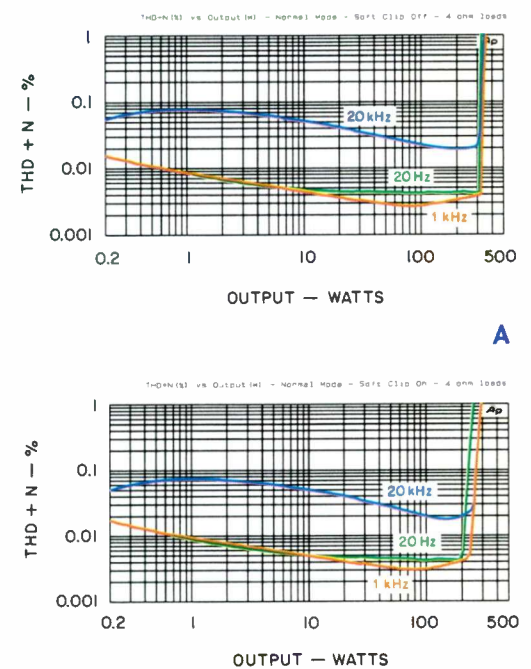 THD+N(%) vs Output(W) - Normal Mode - Soft Clip Off - 4 ohm loads
Ap
1
0.1
0.01
0.001
THD + N — %
20 kHz
20 Hz
1 kHz
0.2 1 10 100 500
OUTPUT — WATTS
A
THD+N(%) vs Output(W) - Normal Mode - Soft Clip On - 4 ohm loads
Ap
1
0.1
0.01
0.001
THD + N — %
20 kHz
20 Hz
1 kHz
0.2 1 10 100 500
OUTPUT — WATTS